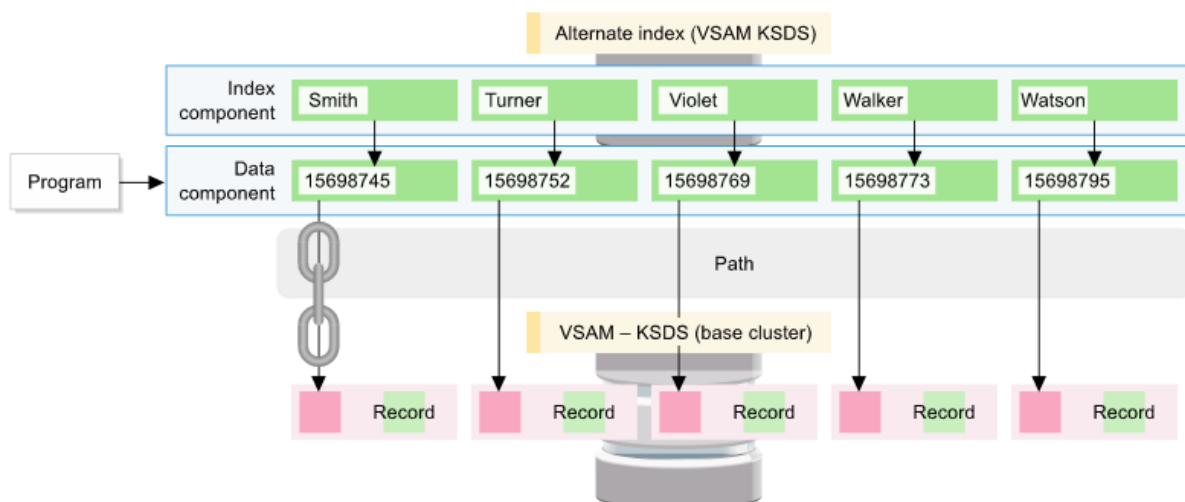 Alternate index (VSAM KSDS)
Index
component
Smith
Turner
Violet
Walker
Watson
Program
Data
component
15698745
15698752
15698769
15698773
15698795
Path
VSAM – KSDS (base cluster)
Record
Record
Record
Record
Record